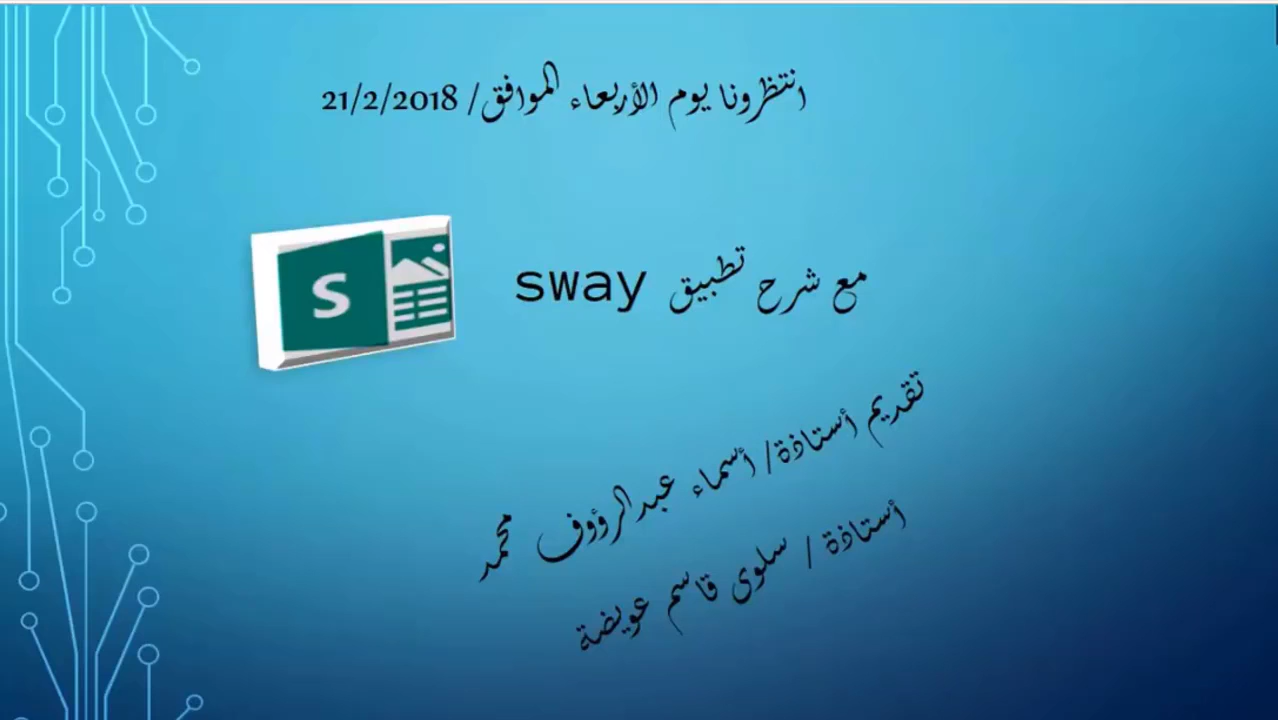 انتظرونا يوم الأربعاء الموافق/ 21/2/2018
مع شرح تطبيق sway
S
تقديم أستاذة/ أسماء عبدالرؤوف محمد
أستاذة / سلوى قاسم عويضة